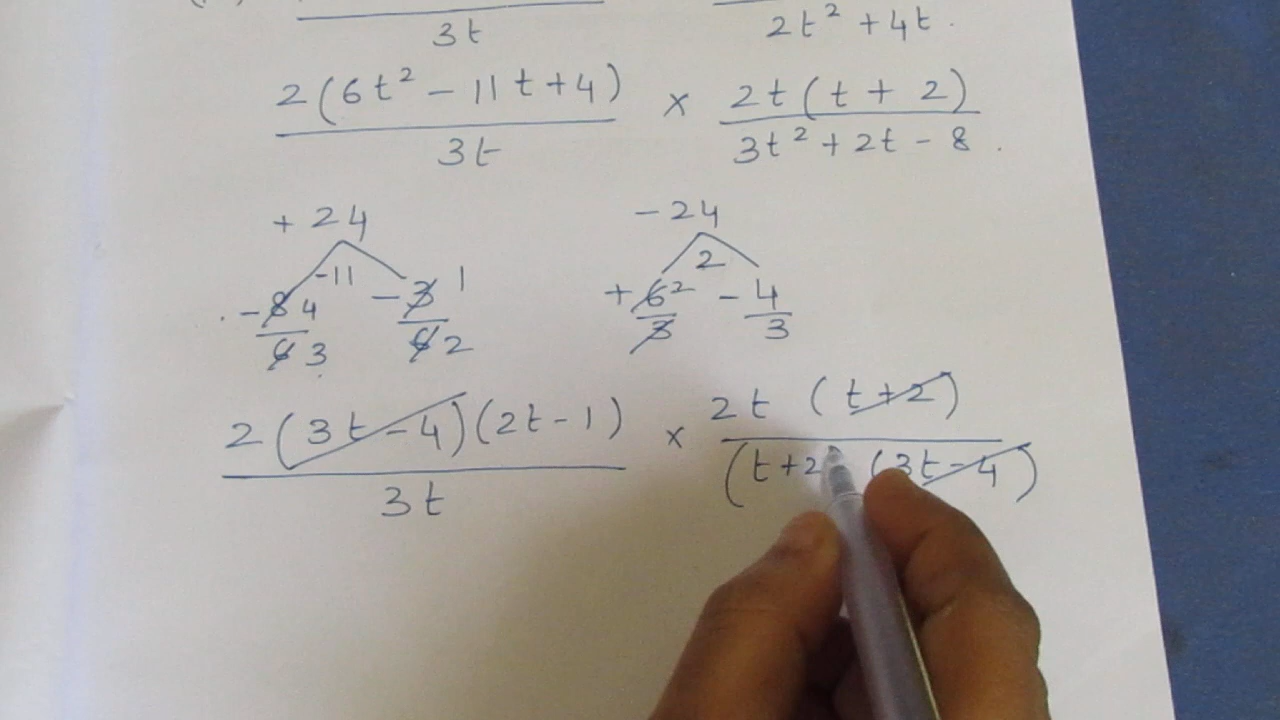 3t 2t² + 4t.
2(6t² - 11t + 4) × 2t(t + 2)
3t 3t² + 2t - 8.
+ 24 - 24
-11 2
- 8 4 - 3 1 + 6 2 - 4
6 3 6 2 3 3
2(3t - 4)(2t - 1) × 2t (t + 2)
3t (t + 2 (3t - 4)